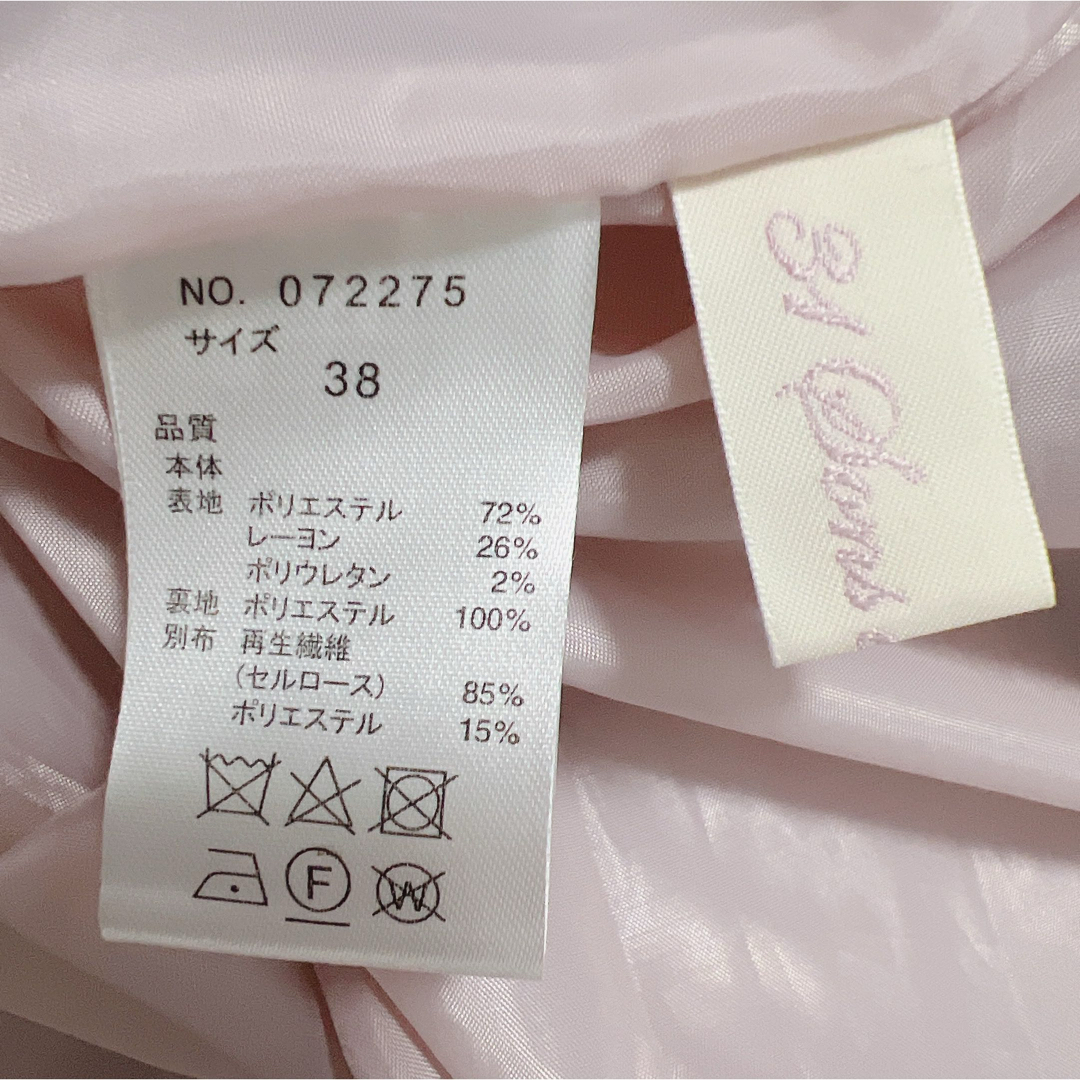 NO. 072275
サイズ
38
品質
本体
表地 ポリエステル 72%
レーヨン 26%
ポリウレタン 2%
裏地 ポリエステル 100%
別布 再生繊維
(セルロース) 85%
ポリエステル 15%
F
W
31 Sons